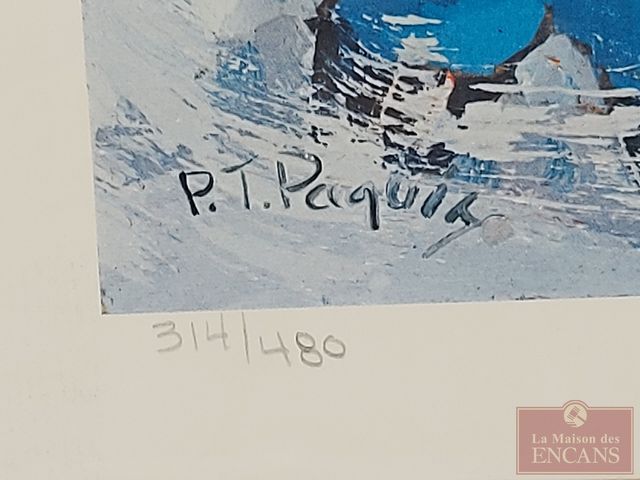 P.T. Paquin
314/480
La Maison des
ENCANS